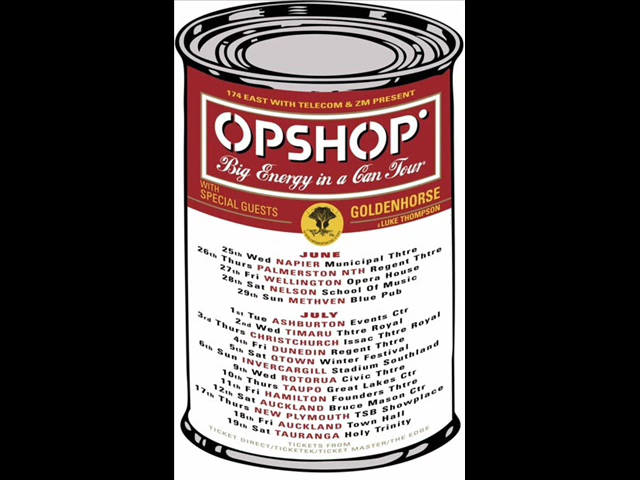 174 EAST WITH TELECOM & ZM PRESENT
OPSHOP
Big Energy in a Can Tour
WITH
SPECIAL GUESTS
GOLDENHORSE
& LUKE THOMPSON
JUNE
25th Wed NAPIER Municipal Thtre
26th Thurs PALMERSTON NTH Regent Thtre
27th Fri WELLINGTON Opera House
28th Sat NELSON School Of Music
29th Sun METHVEN Blue Pub
JULY
1st Tue ASHBURTON Events Ctr
2nd Wed TIMARU Thtre Royal
3rd Thurs CHRISTCHURCH Issac Thtre Royal
4th Fri DUNEDIN Regent Thtre
5th Sat QTOWN Winter Festival
6th Sun INVERCARGILL Stadium Southland
9th Wed ROTORUA Civic Thtre
10th Thurs TAUPO Great Lakes Ctr
11th Fri HAMILTON Founders Thtre
12th Sat AUCKLAND Bruce Mason Ctr
17th Thurs NEW PLYMOUTH TSB Showplace
18th Fri AUCKLAND Town Hall
19th Sat TAURANGA Holy Trinity
TICKETS FROM
TICKET DIRECT/TICKETEK/TICKET MASTER/THE EDGE